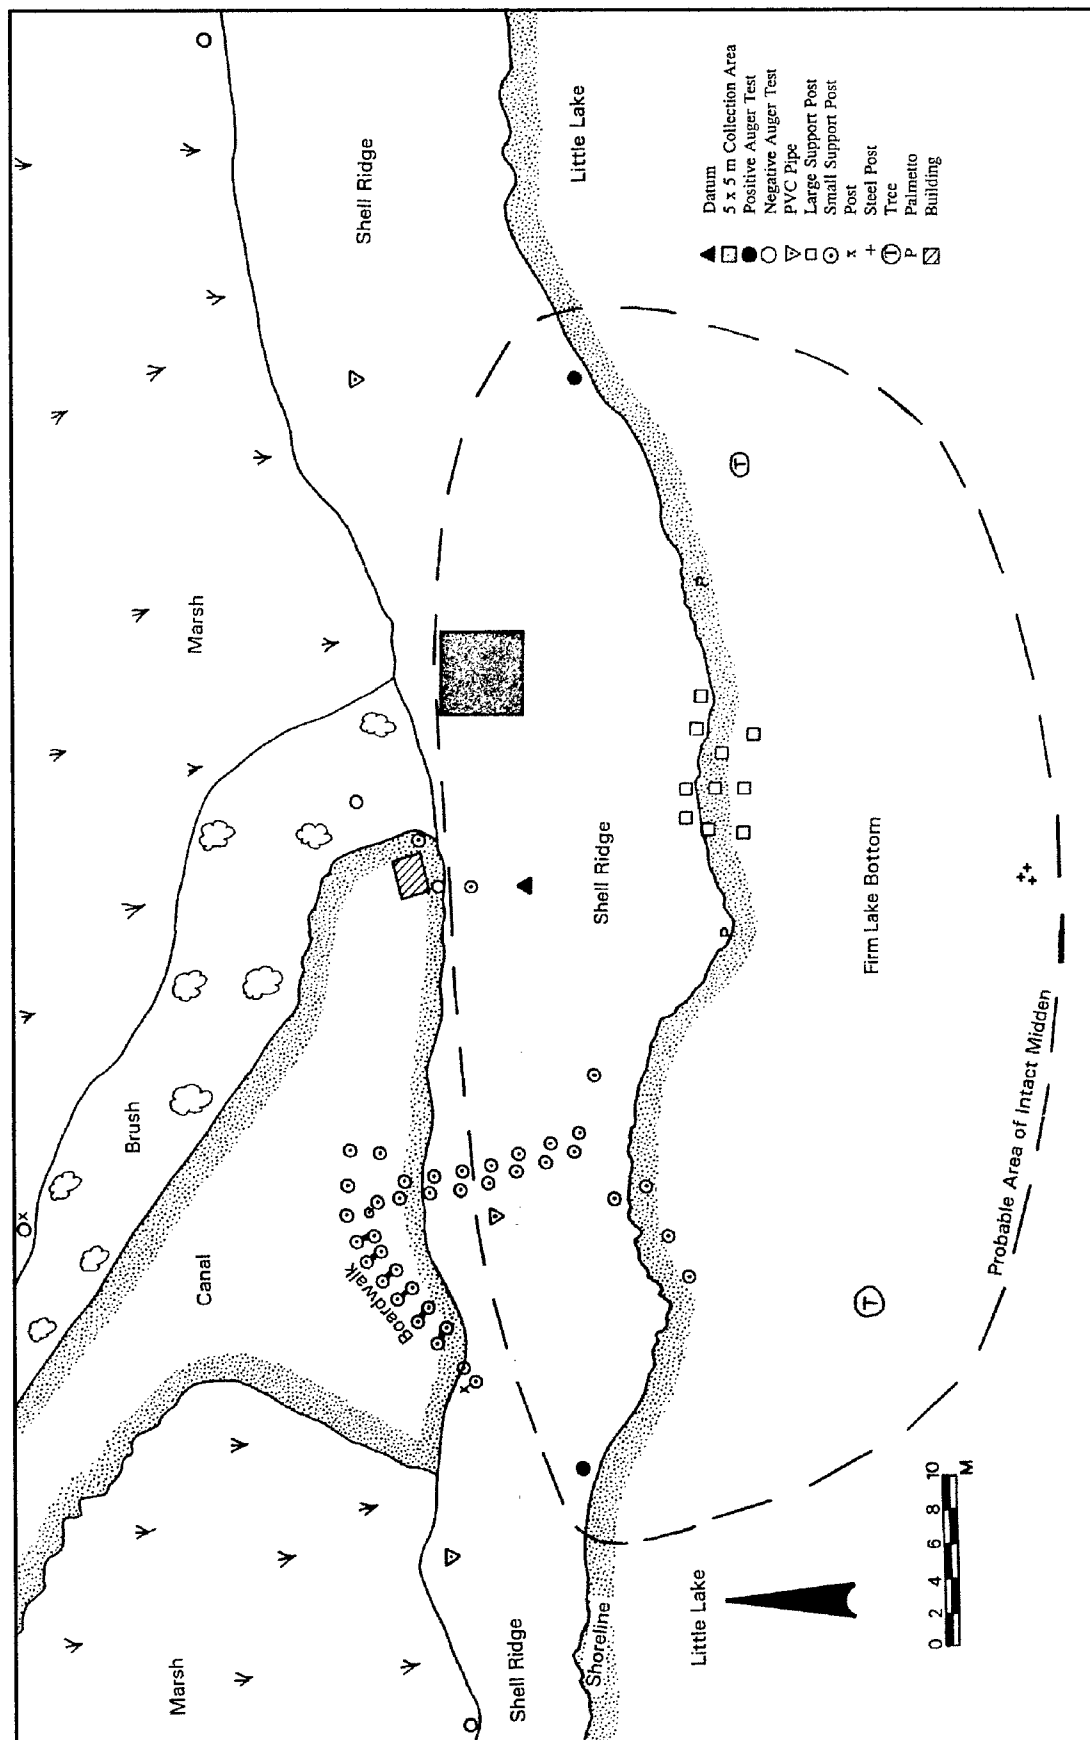 Marsh
Marsh
Brush
Canal
Boardwalk
Shell Ridge
Shell Ridge
Shell Ridge
Shoreline
Little Lake
Little Lake
Firm Lake Bottom
Probable Area of Intact Midden
T
T
P
P
Datum
5 x 5 m Collection Area
Positive Auger Test
Negative Auger Test
PVC Pipe
Large Support Post
Small Support Post
x Post
+ Steel Post
T Tree
P Palmetto
Building
0 2 4 6 8 10
M